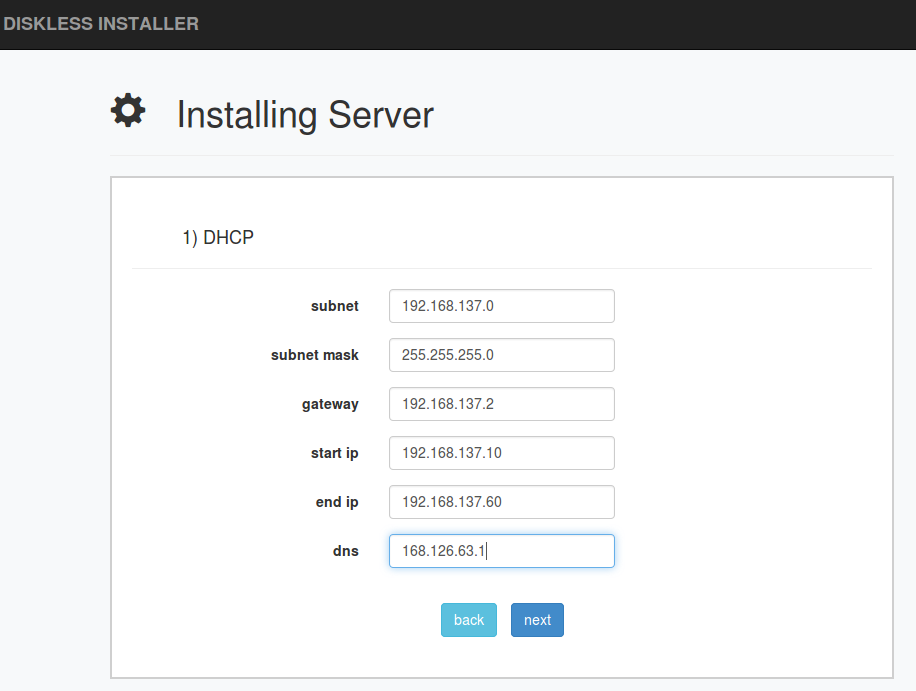 DISKLESS INSTALLER
Installing Server
1) DHCP
subnet 192.168.137.0
subnet mask 255.255.255.0
gateway 192.168.137.2
start ip 192.168.137.10
end ip 192.168.137.60
dns 168.126.63.1
back next